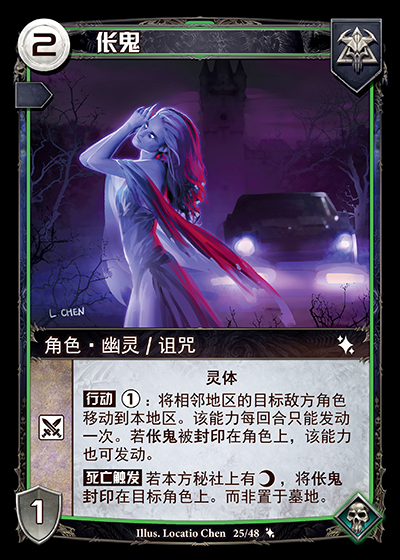 2 伥鬼
L. CHEN
角色·幽灵/诅咒
灵体
行动 1：将相邻地区的目标敌方角色
移动到本地区。该能力每回合只能发动
一次。若伥鬼被封印在角色上，该能力
也可发动。
死亡触发 若本方秘社上有，将伥鬼
封印在目标角色上。而非置于墓地。
1
Illus. Locatio Chen 25/48